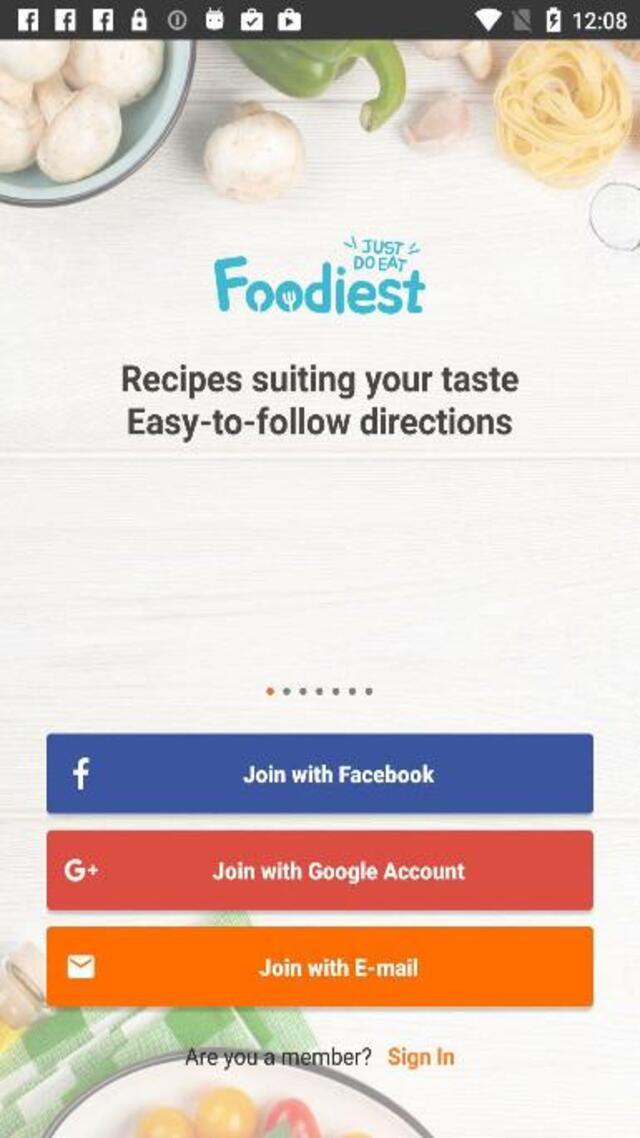 12:08
JUST
DO EAT
Foodiest
Recipes suiting your taste
Easy-to-follow directions
f Join with Facebook
G+ Join with Google Account
Join with E-mail
Are you a member? Sign In